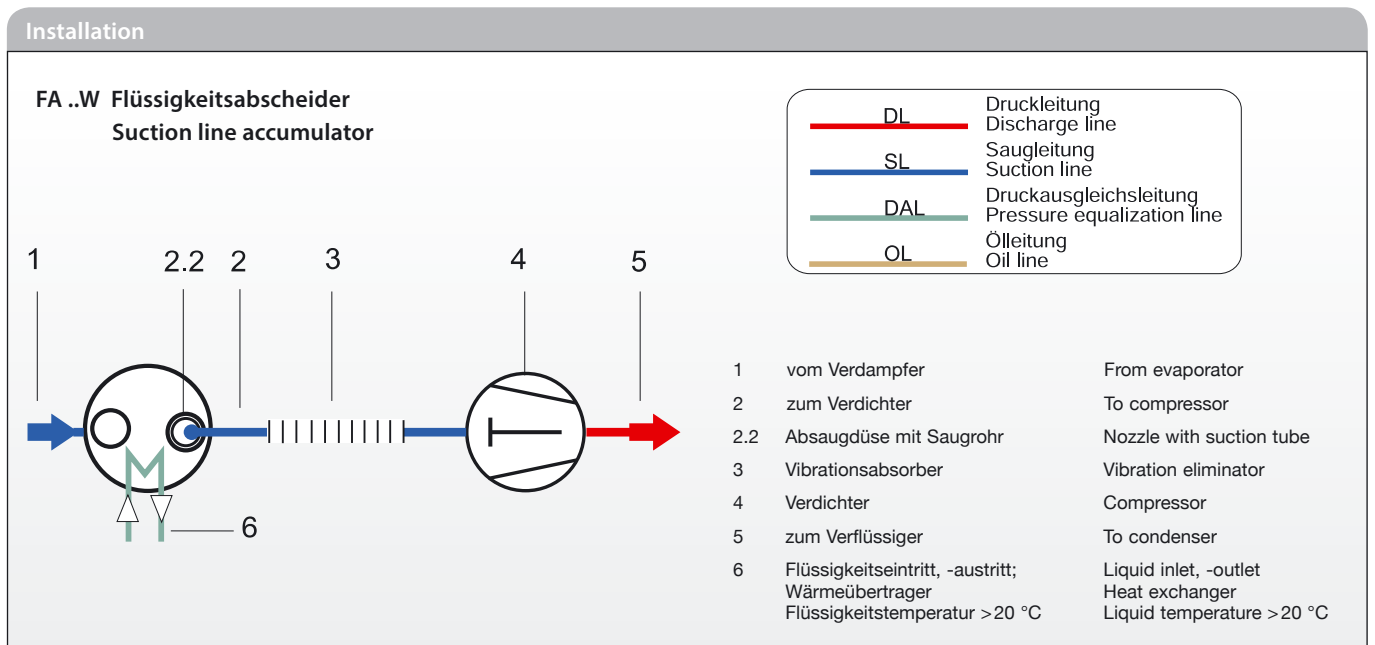 Installation
FA ..W Flüssigkeitsabscheider
Suction line accumulator
DL Druckleitung
Discharge line
SL Saugleitung
Suction line
DAL Druckausgleichsleitung
Pressure equalization line
OL Ölleitung
Oil line
1 2.2 2 3 4 5
6
1 vom Verdampfer From evaporator
2 zum Verdichter To compressor
2.2 Absaugdüse mit Saugrohr Nozzle with suction tube
3 Vibrationsabsorber Vibration eliminator
4 Verdichter Compressor
5 zum Verflüssiger To condenser
6 Flüssigkeitseintritt, -austritt; Liquid inlet, -outlet
Wärmeübertrager Heat exchanger
Flüssigkeitstemperatur >20 °C Liquid temperature >20 °C